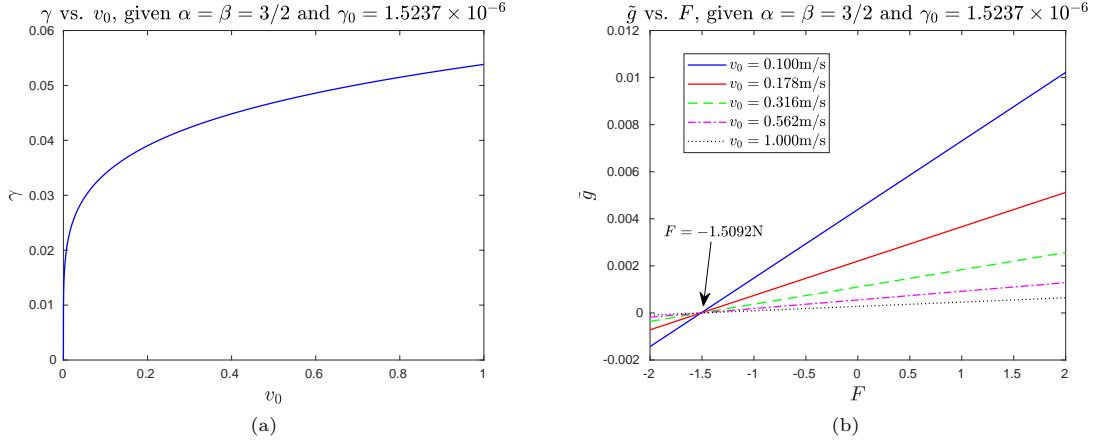 γ vs. v₀, given α = β = 3/2 and γ₀ = 1.5237 × 10⁻⁶
0.06
0.05
0.04
0.03
0.02
0.01
0
γ
0
0.2
0.4
0.6
0.8
1
v₀
(a)
g̃ vs. F, given α = β = 3/2 and γ₀ = 1.5237 × 10⁻⁶
0.012
0.01
0.008
0.006
0.004
0.002
0
-0.002
g̃
v₀ = 0.100m/s
v₀ = 0.178m/s
v₀ = 0.316m/s
v₀ = 0.562m/s
v₀ = 1.000m/s
F = −1.5092N
-2
-1.5
-1
-0.5
0
0.5
1
1.5
2
F
(b)